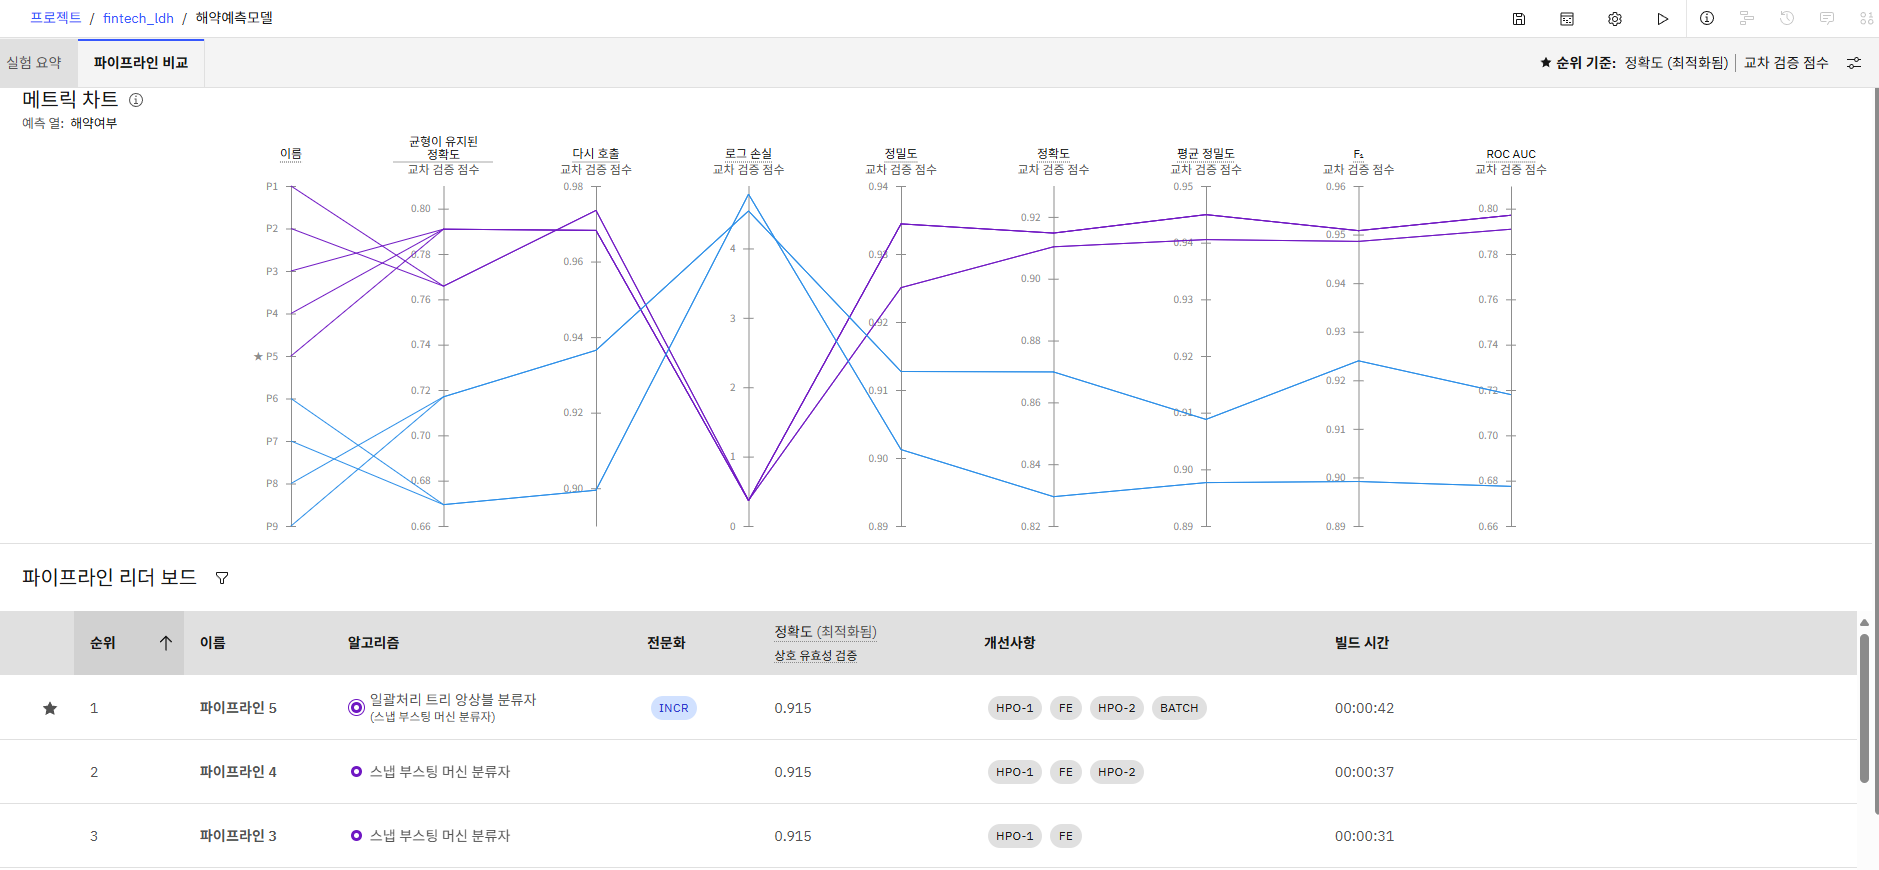 프로젝트 / fintech_ldh / 해약예측모델
실험 요약
파이프라인 비교
★ 순위 기준: 정확도 (최적화됨) | 교차 검증 점수
메트릭 차트
예측 열: 해약여부
이름
균형이 유지된
정확도
교차 검증 점수
다시 호출
교차 검증 점수
로그 손실
교차 검증 점수
정밀도
교차 검증 점수
정확도
교차 검증 점수
평균 정밀도
교차 검증 점수
F₁
교차 검증 점수
ROC AUC
교차 검증 점수
P1
P2
P3
P4
★ P5
P6
P7
P8
P9
0.80
0.78
0.76
0.74
0.72
0.70
0.68
0.66
0.98
0.96
0.94
0.92
0.90
4
3
2
1
0
0.94
0.93
0.92
0.91
0.90
0.89
0.92
0.90
0.88
0.86
0.84
0.82
0.95
0.94
0.93
0.92
0.91
0.90
0.89
0.96
0.95
0.94
0.93
0.92
0.91
0.90
0.89
0.80
0.78
0.76
0.74
0.72
0.70
0.68
0.66
파이프라인 리더 보드
순위 이름 알고리즘 전문화 정확도 (최적화됨) 개선사항 빌드 시간
상호 유효성 검증
★ 1 파이프라인 5 일괄처리 트리 앙상블 분류자 INCR 0.915 HPO-1 FE HPO-2 BATCH 00:00:42
(스냅 부스팅 머신 분류자)
2 파이프라인 4 스냅 부스팅 머신 분류자 0.915 HPO-1 FE HPO-2 00:00:37
3 파이프라인 3 스냅 부스팅 머신 분류자 0.915 HPO-1 FE 00:00:31